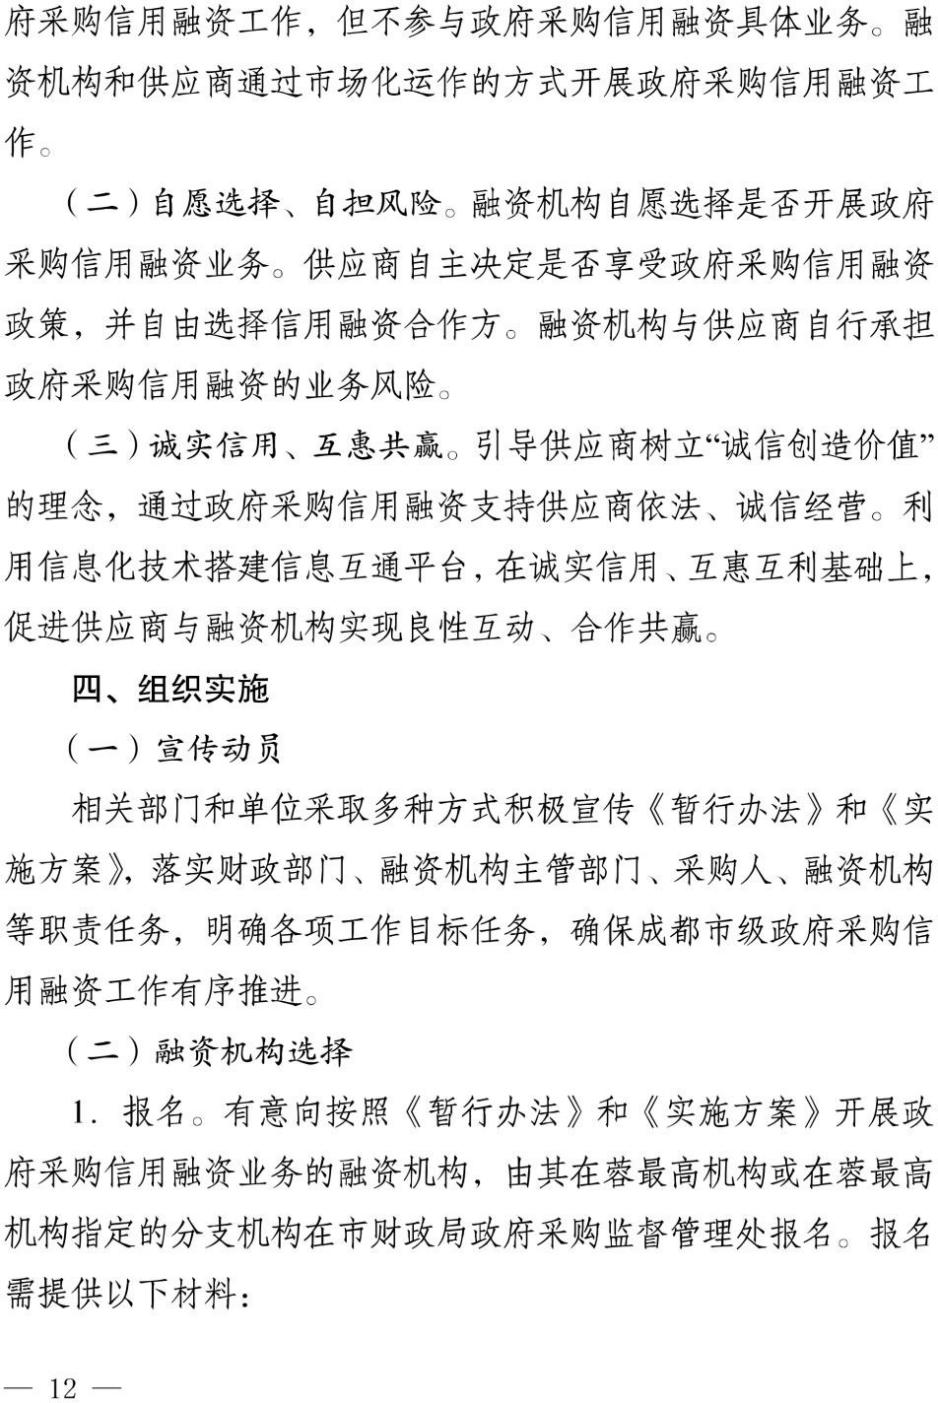 府采购信用融资工作，但不参与政府采购信用融资具体业务。融
资机构和供应商通过市场化运作的方式开展政府采购信用融资工
作。
（二）自愿选择、自担风险。融资机构自愿选择是否开展政府
采购信用融资业务。供应商自主决定是否享受政府采购信用融资
政策，并自由选择信用融资合作方。融资机构与供应商自行承担
政府采购信用融资的业务风险。
（三）诚实信用、互惠共赢。引导供应商树立“诚信创造价值”
的理念，通过政府采购信用融资支持供应商依法、诚信经营。利
用信息化技术搭建信息互通平台，在诚实信用、互惠互利基础上，
促进供应商与融资机构实现良性互动、合作共赢。
四、组织实施
（一）宣传动员
相关部门和单位采取多种方式积极宣传《暂行办法》和《实
施方案》，落实财政部门、融资机构主管部门、采购人、融资机构
等职责任务，明确各项工作目标任务，确保成都市级政府采购信
用融资工作有序推进。
（二）融资机构选择
1. 报名。有意向按照《暂行办法》和《实施方案》开展政
府采购信用融资业务的融资机构，由其在蓉最高机构或在蓉最高
机构指定的分支机构在市财政局政府采购监督管理处报名。报名
需提供以下材料：
— 12 —